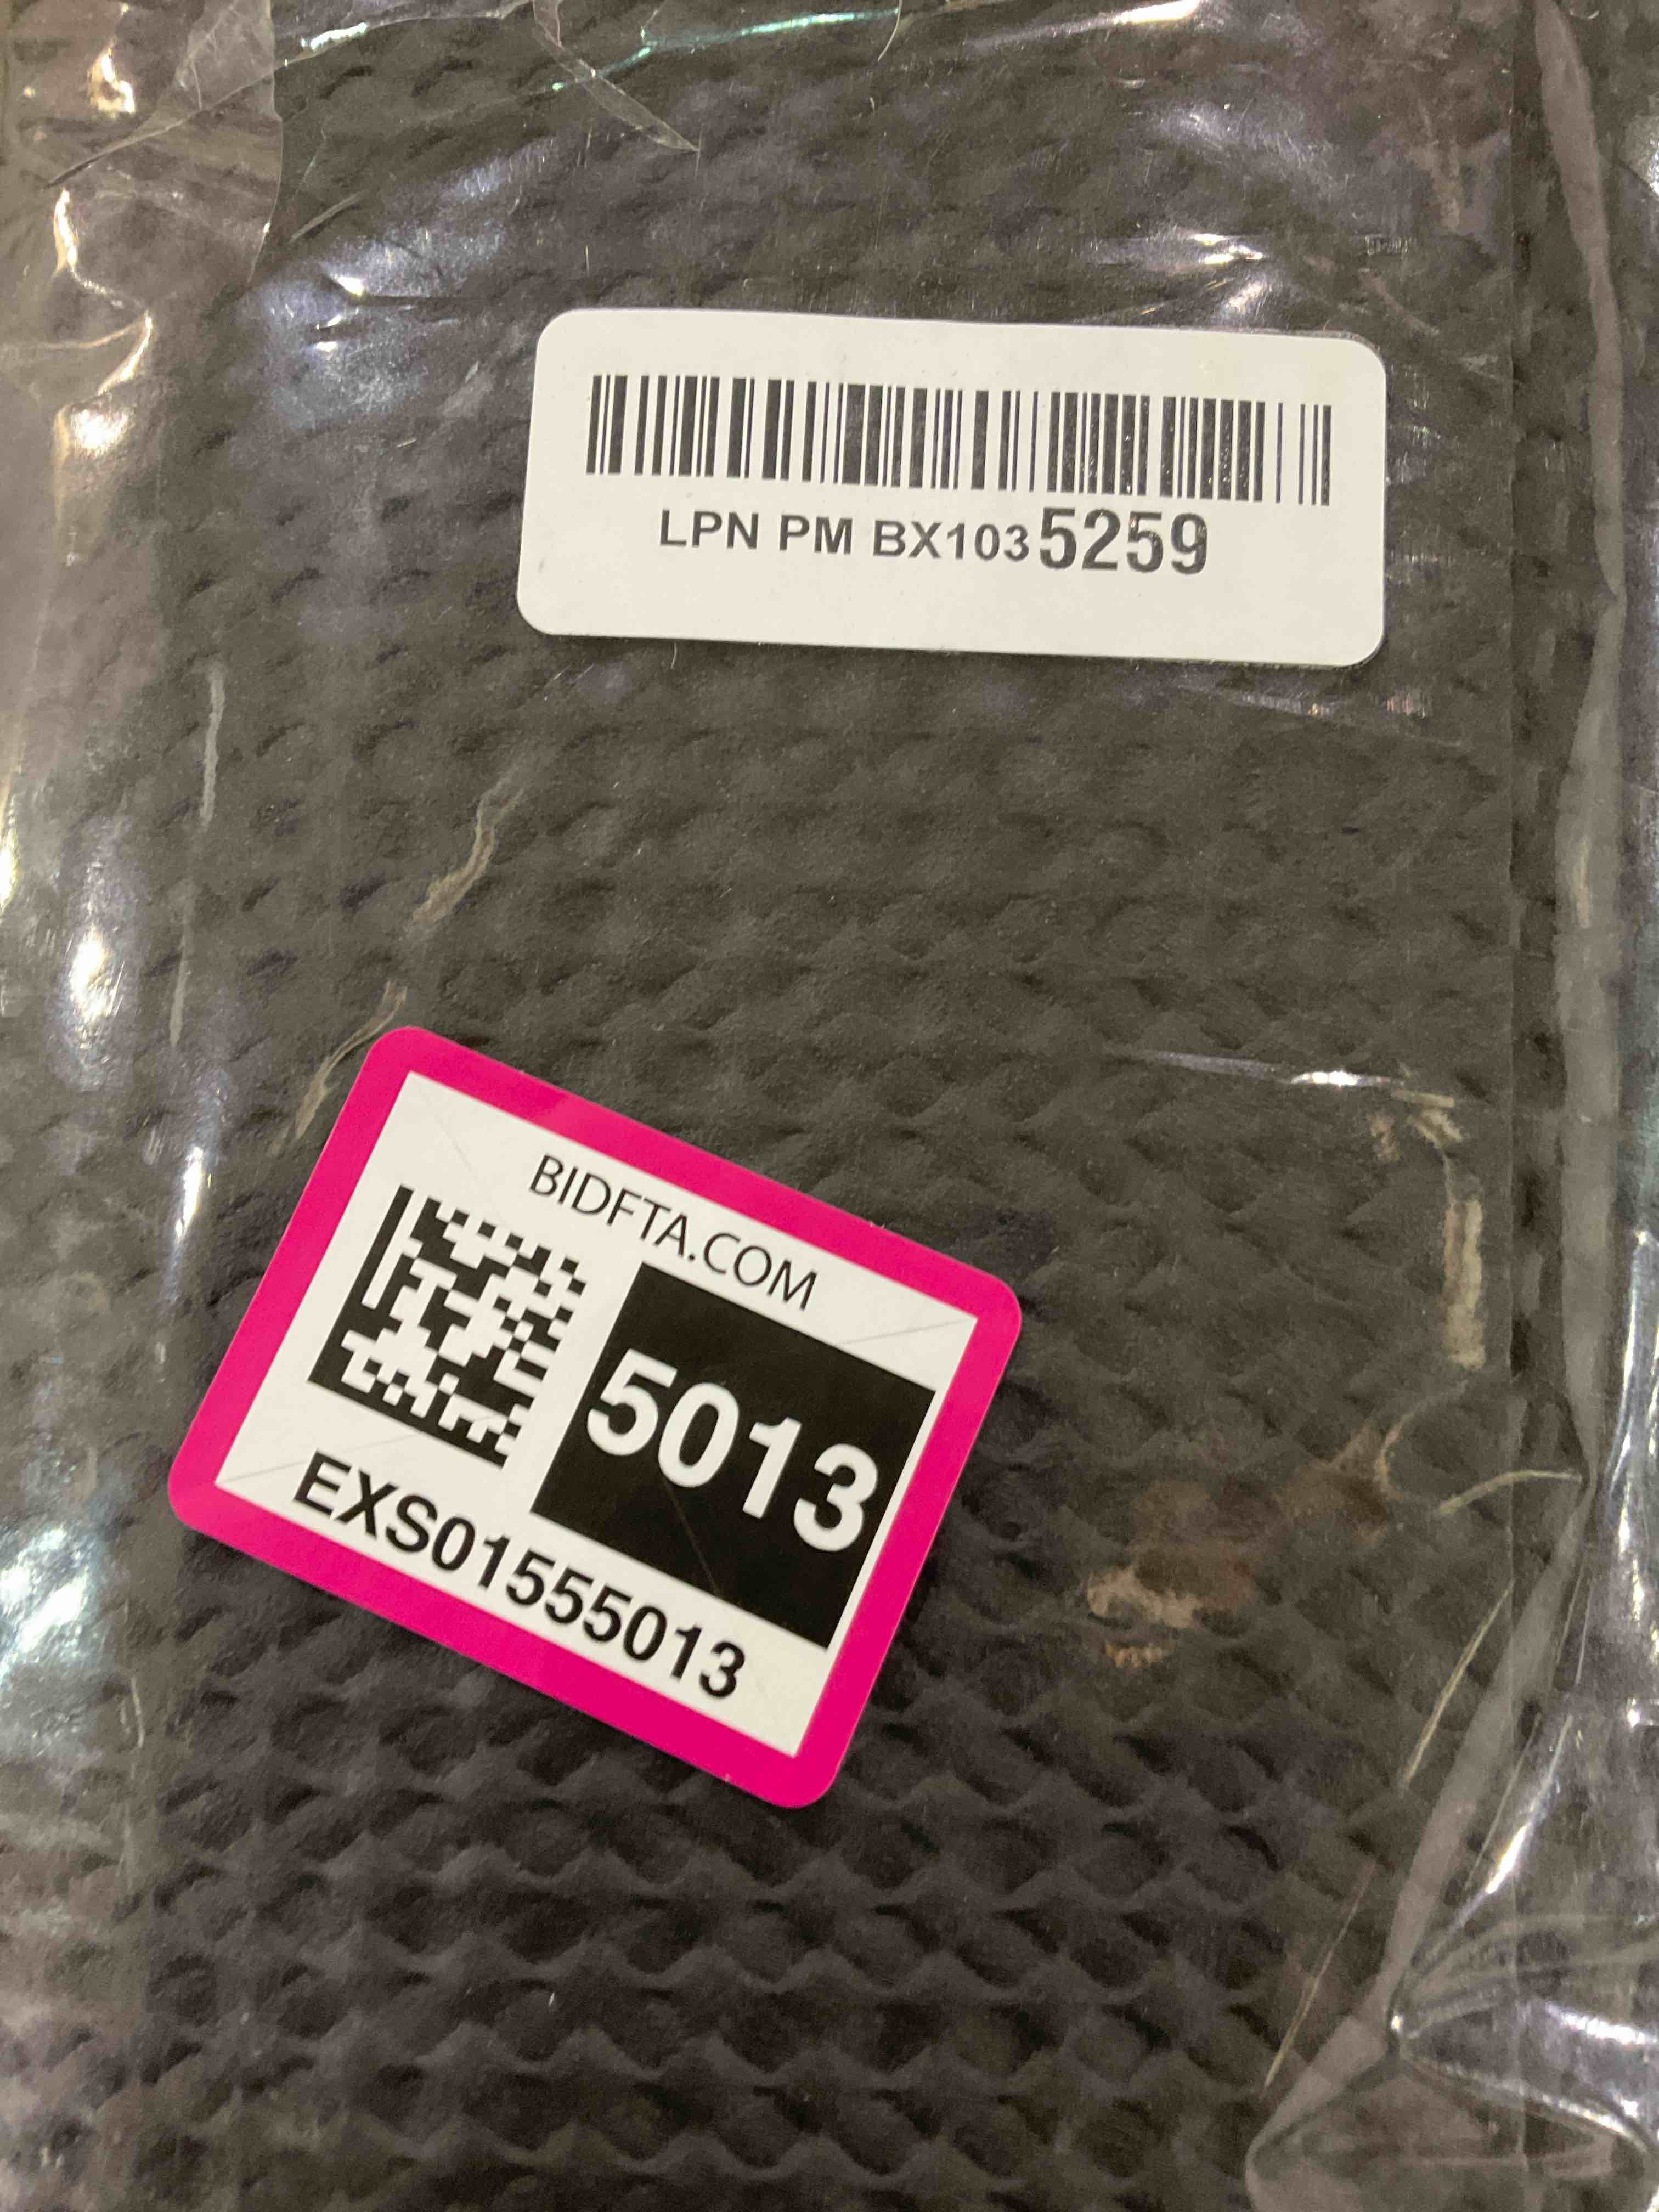 LPN PM BX1035259
BIDFTA.COM
5013
EXS01555013